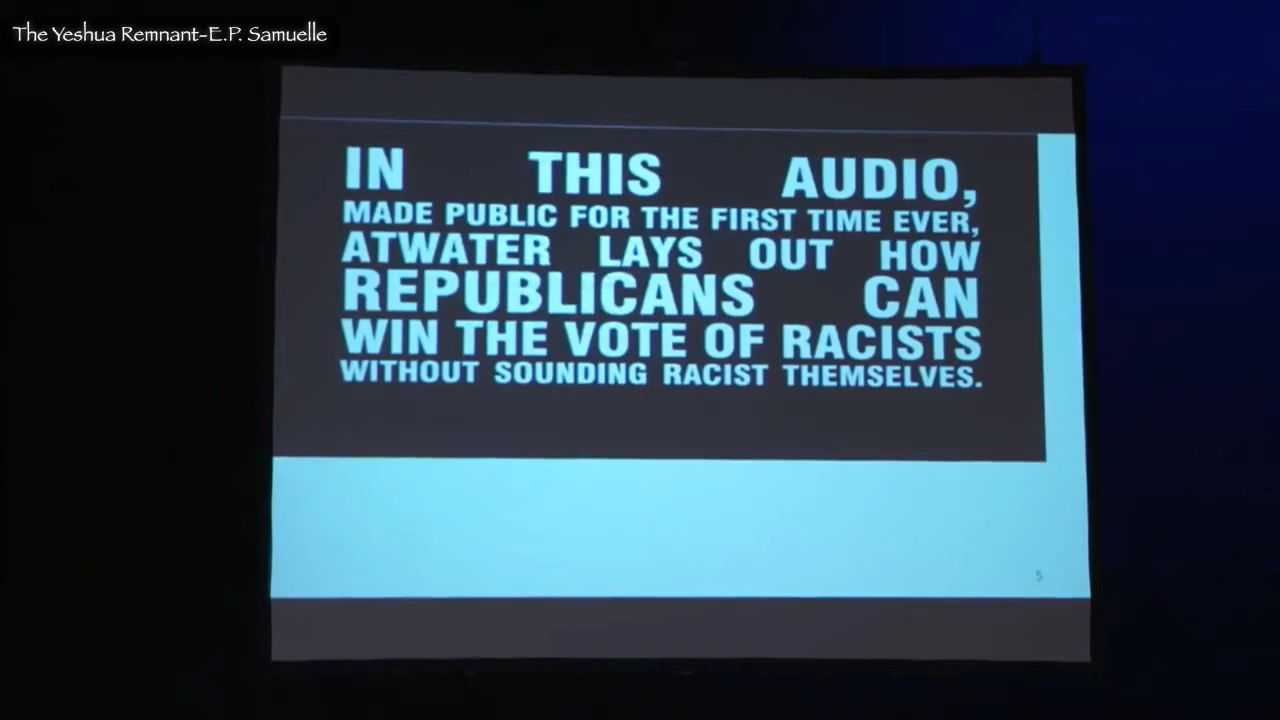 The Yeshua Remnant-E.P. Samuelle
IN THIS AUDIO,
MADE PUBLIC FOR THE FIRST TIME EVER,
ATWATER LAYS OUT HOW
REPUBLICANS CAN
WIN THE VOTE OF RACISTS
WITHOUT SOUNDING RACIST THEMSELVES.
5